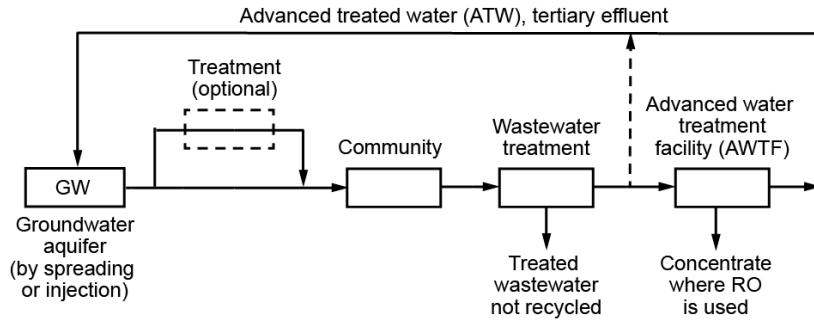 Advanced treated water (ATW), tertiary effluent
Treatment
(optional)
Community
Wastewater
treatment
Advanced water
treatment
facility (AWTF)
GW
Groundwater
aquifer
(by spreading
or injection)
Treated
wastewater
not recycled
Concentrate
where RO
is used